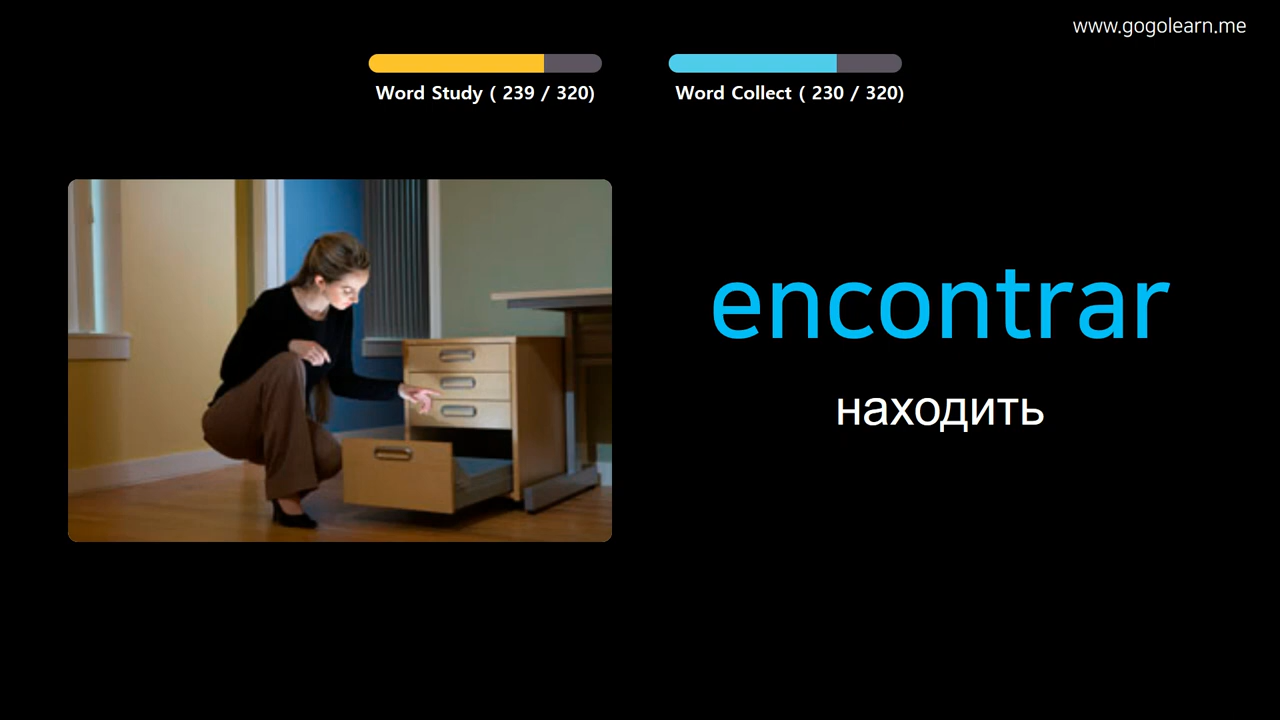 www.gogolearn.me
Word Study ( 239 / 320)
Word Collect ( 230 / 320)
encontrar
находить